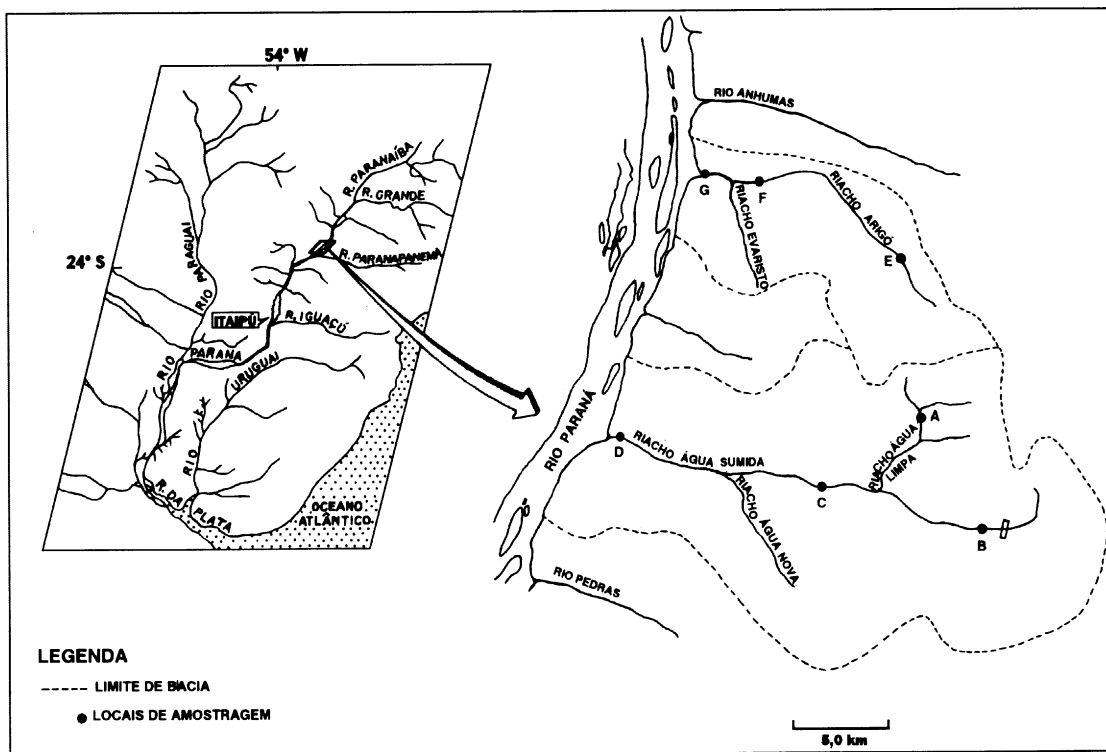 54° W
24° S
RIO PARAGUAI
R. PARANAÍBA
R. GRANDE
R. PARANAPANEMA
ITAIPÚ
R. IGUAÇÚ
RIO PARANA
RIO URUGUAI
R. DA PLATA
OCEANO
ATLÂNTICO
RIO ANHUMAS
G
F
RIACHO EVARISTO
RIACHO ARIGÓ
E
RIO PARANÁ
A
RIACHO ÁGUA
LIMPA
D
RIACHO ÁGUA SUMIDA
C
B
RIACHO ÁGUA NOVA
RIO PEDRAS
LEGENDA
LIMITE DE BACIA
LOCAIS DE AMOSTRAGEM
5,0 km